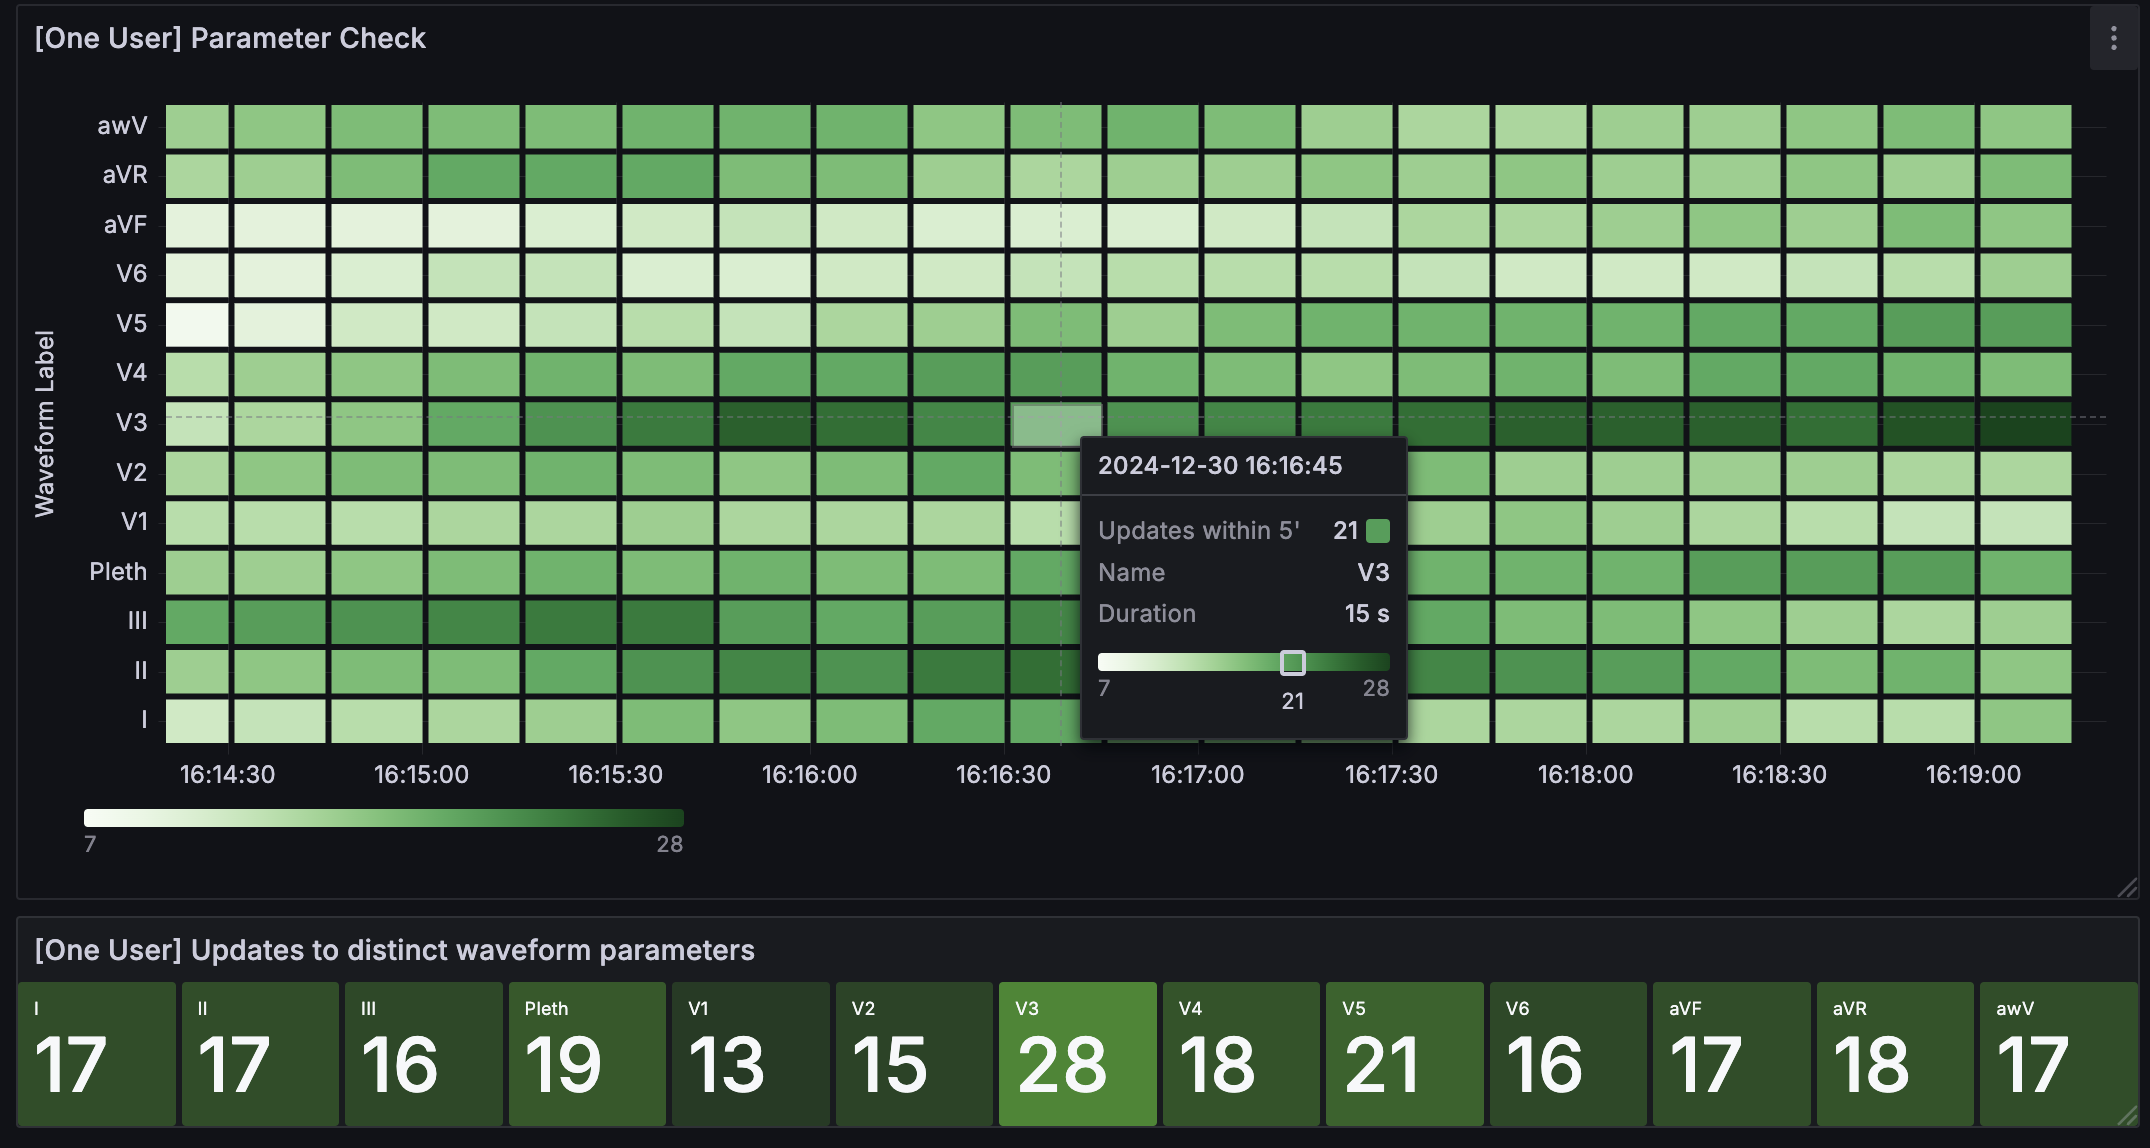 [One User] Parameter Check
Waveform Label
awV
aVR
aVF
V6
V5
V4
V3
V2
V1
Pleth
III
II
I
2024-12-30 16:16:45
Updates within 5' 21
Name V3
Duration 15 s
7 28
21
16:14:30 16:15:00 16:15:30 16:16:00 16:16:30 16:17:00 16:17:30 16:18:00 16:18:30 16:19:00
7 28
[One User] Updates to distinct waveform parameters
I II III Pleth V1 V2 V3 V4 V5 V6 aVF aVR awV
17 17 16 19 13 15 28 18 21 16 17 18 17